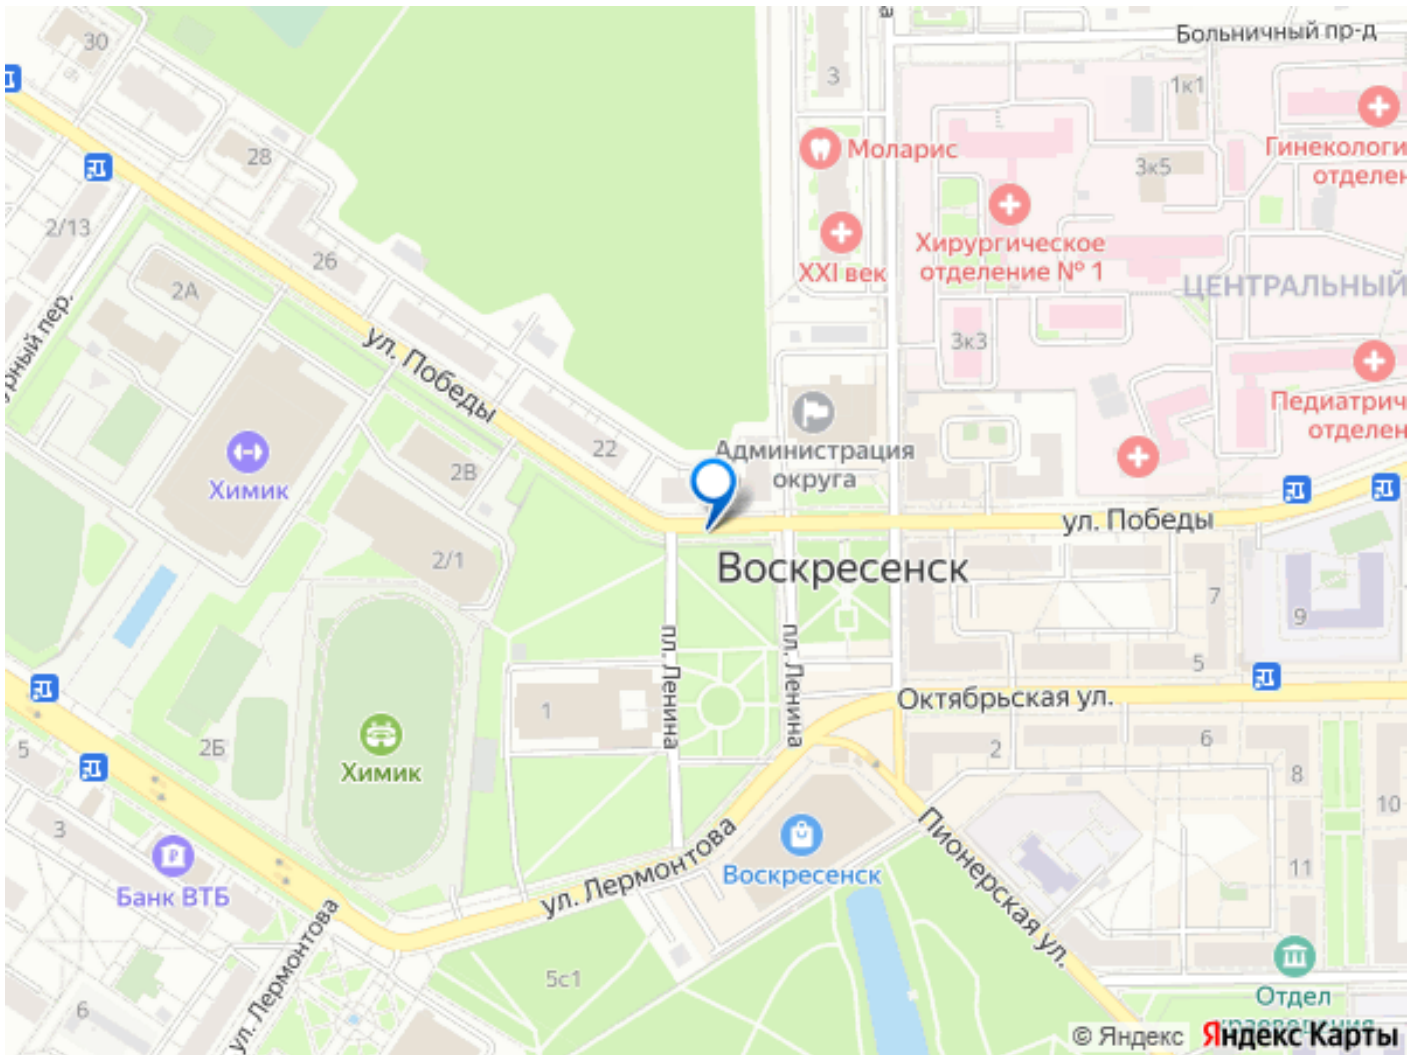 а
Больничный пр-д
30
3
1к1
28
Моларис
Гинекологи
отделен
3к5
2/13
26
XXI век
Хирургическое
отделение № 1
ЦЕНТРАЛЬНЫЙ
2А
урный пер.
ул. Победы
3к3
Педиатрич
отделен
Администрация
округа
22
2В
Химик
ул. Победы
Воскресенск
2/1
7
9
пл. Ленина
пл. Ленина
5
Октябрьская ул.
1
2Б
5
Химик
2
6
8
10
3
Воскресенск
ул. Лермонтова
Пионерская ул.
11
Банк ВТБ
ул. Лермонтова
5с1
6
Отдел
краеведения
© Яндекс
Яндекс Карты